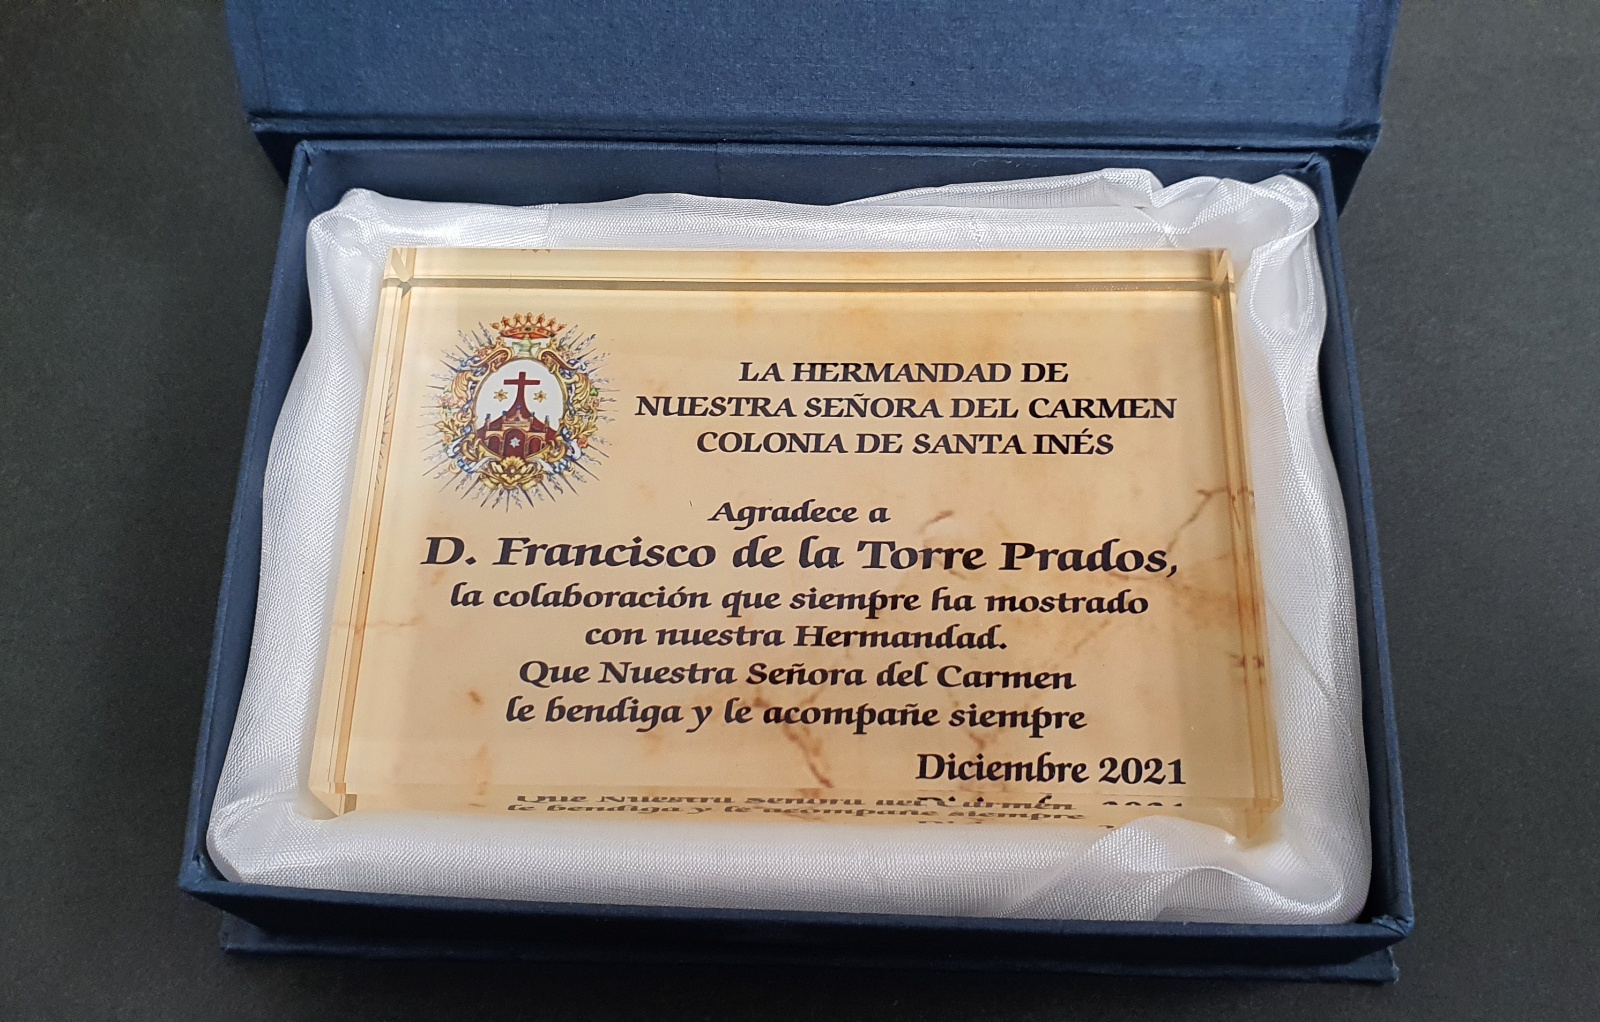 LA HERMANDAD DE
NUESTRA SEÑORA DEL CARMEN
COLONIA DE SANTA INÉS
Agradece a
D. Francisco de la Torre Prados,
la colaboración que siempre ha mostrado
con nuestra Hermandad.
Que Nuestra Señora del Carmen
le bendiga y le acompañe siempre
Diciembre 2021